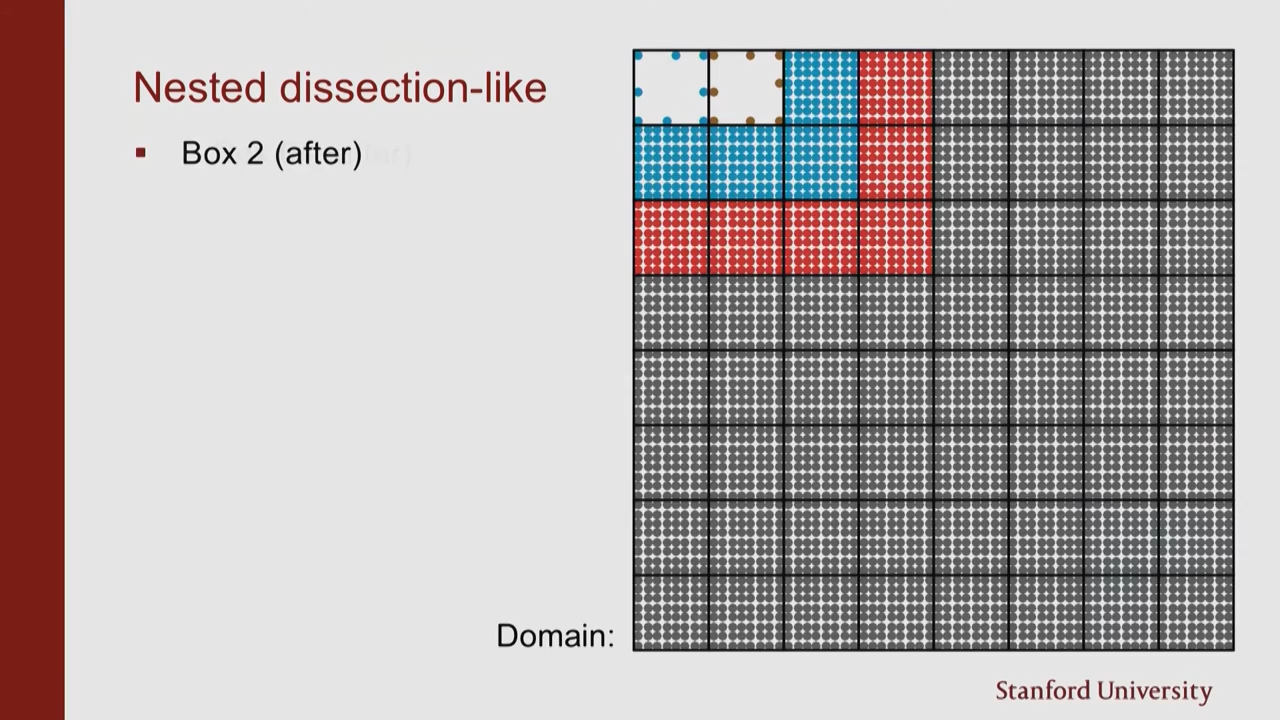 Nested dissection-like
▪ Box 2 (after)
Domain:
Stanford University